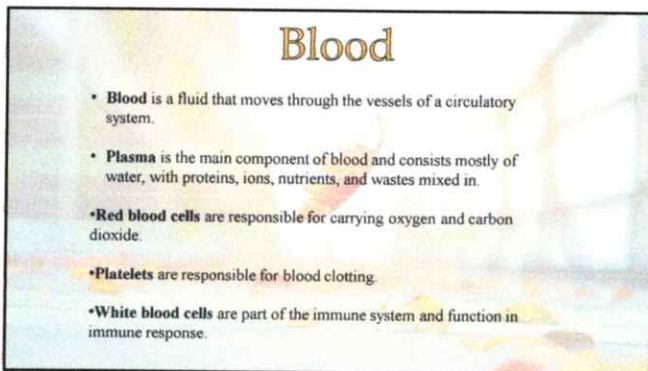 Blood
• Blood is a fluid that moves through the vessels of a circulatory
system.
• Plasma is the main component of blood and consists mostly of
water, with proteins, ions, nutrients, and wastes mixed in.
•Red blood cells are responsible for carrying oxygen and carbon
dioxide.
•Platelets are responsible for blood clotting.
•White blood cells are part of the immune system and function in
immune response.